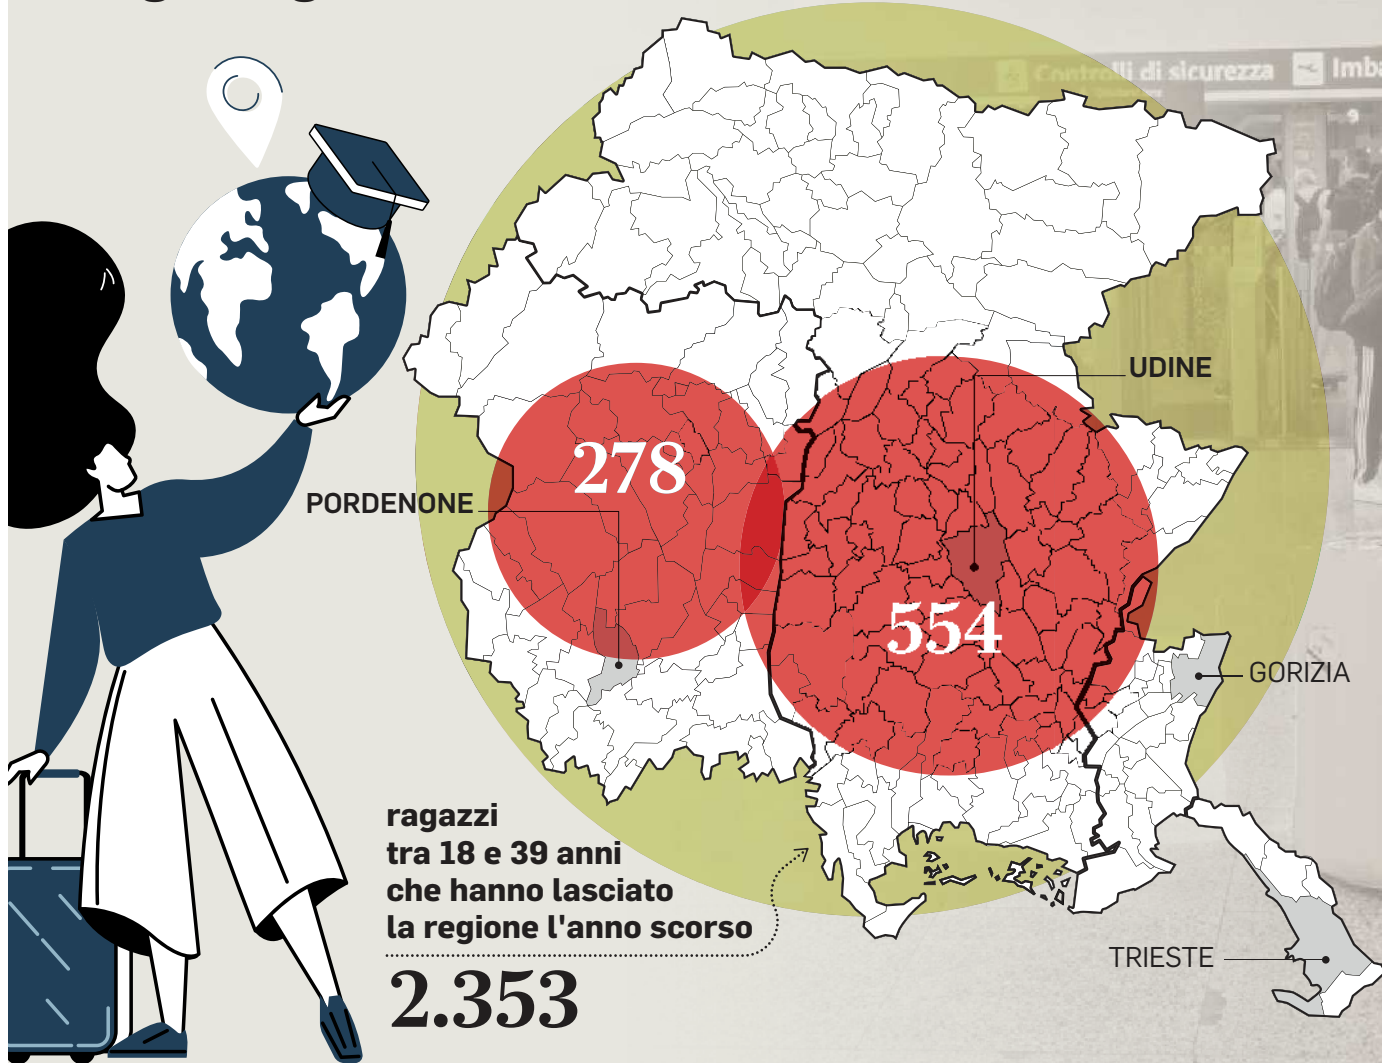 Controlli di sicurezza
UDINE
278
PORDENONE
554
GORIZIA
ragazzi
tra 18 e 39 anni
che hanno lasciato
la regione l'anno scorso
2.353
TRIESTE